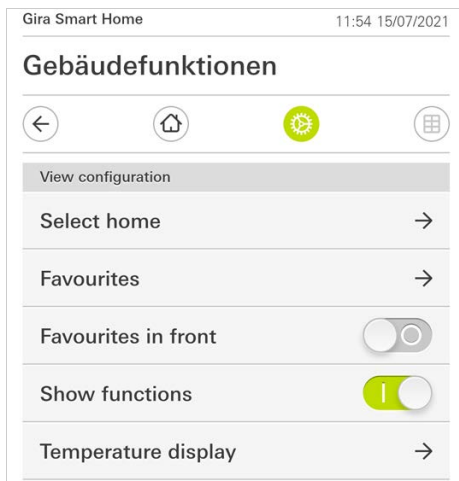 Gira Smart Home 11:54 15/07/2021
Gebäudefunktionen
View configuration
Select home
Favourites
Favourites in front
Show functions
Temperature display